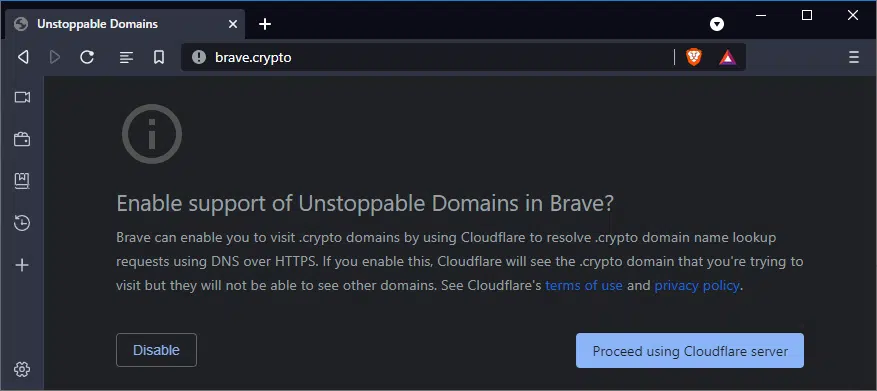 Unstoppable Domains
brave.crypto
Enable support of Unstoppable Domains in Brave?
Brave can enable you to visit .crypto domains by using Cloudflare to resolve .crypto domain name lookup
requests using DNS over HTTPS. If you enable this, Cloudflare will see the .crypto domain that you're trying to
visit but they will not be able to see other domains. See Cloudflare's terms of use and privacy policy.
Disable
Proceed using Cloudflare server